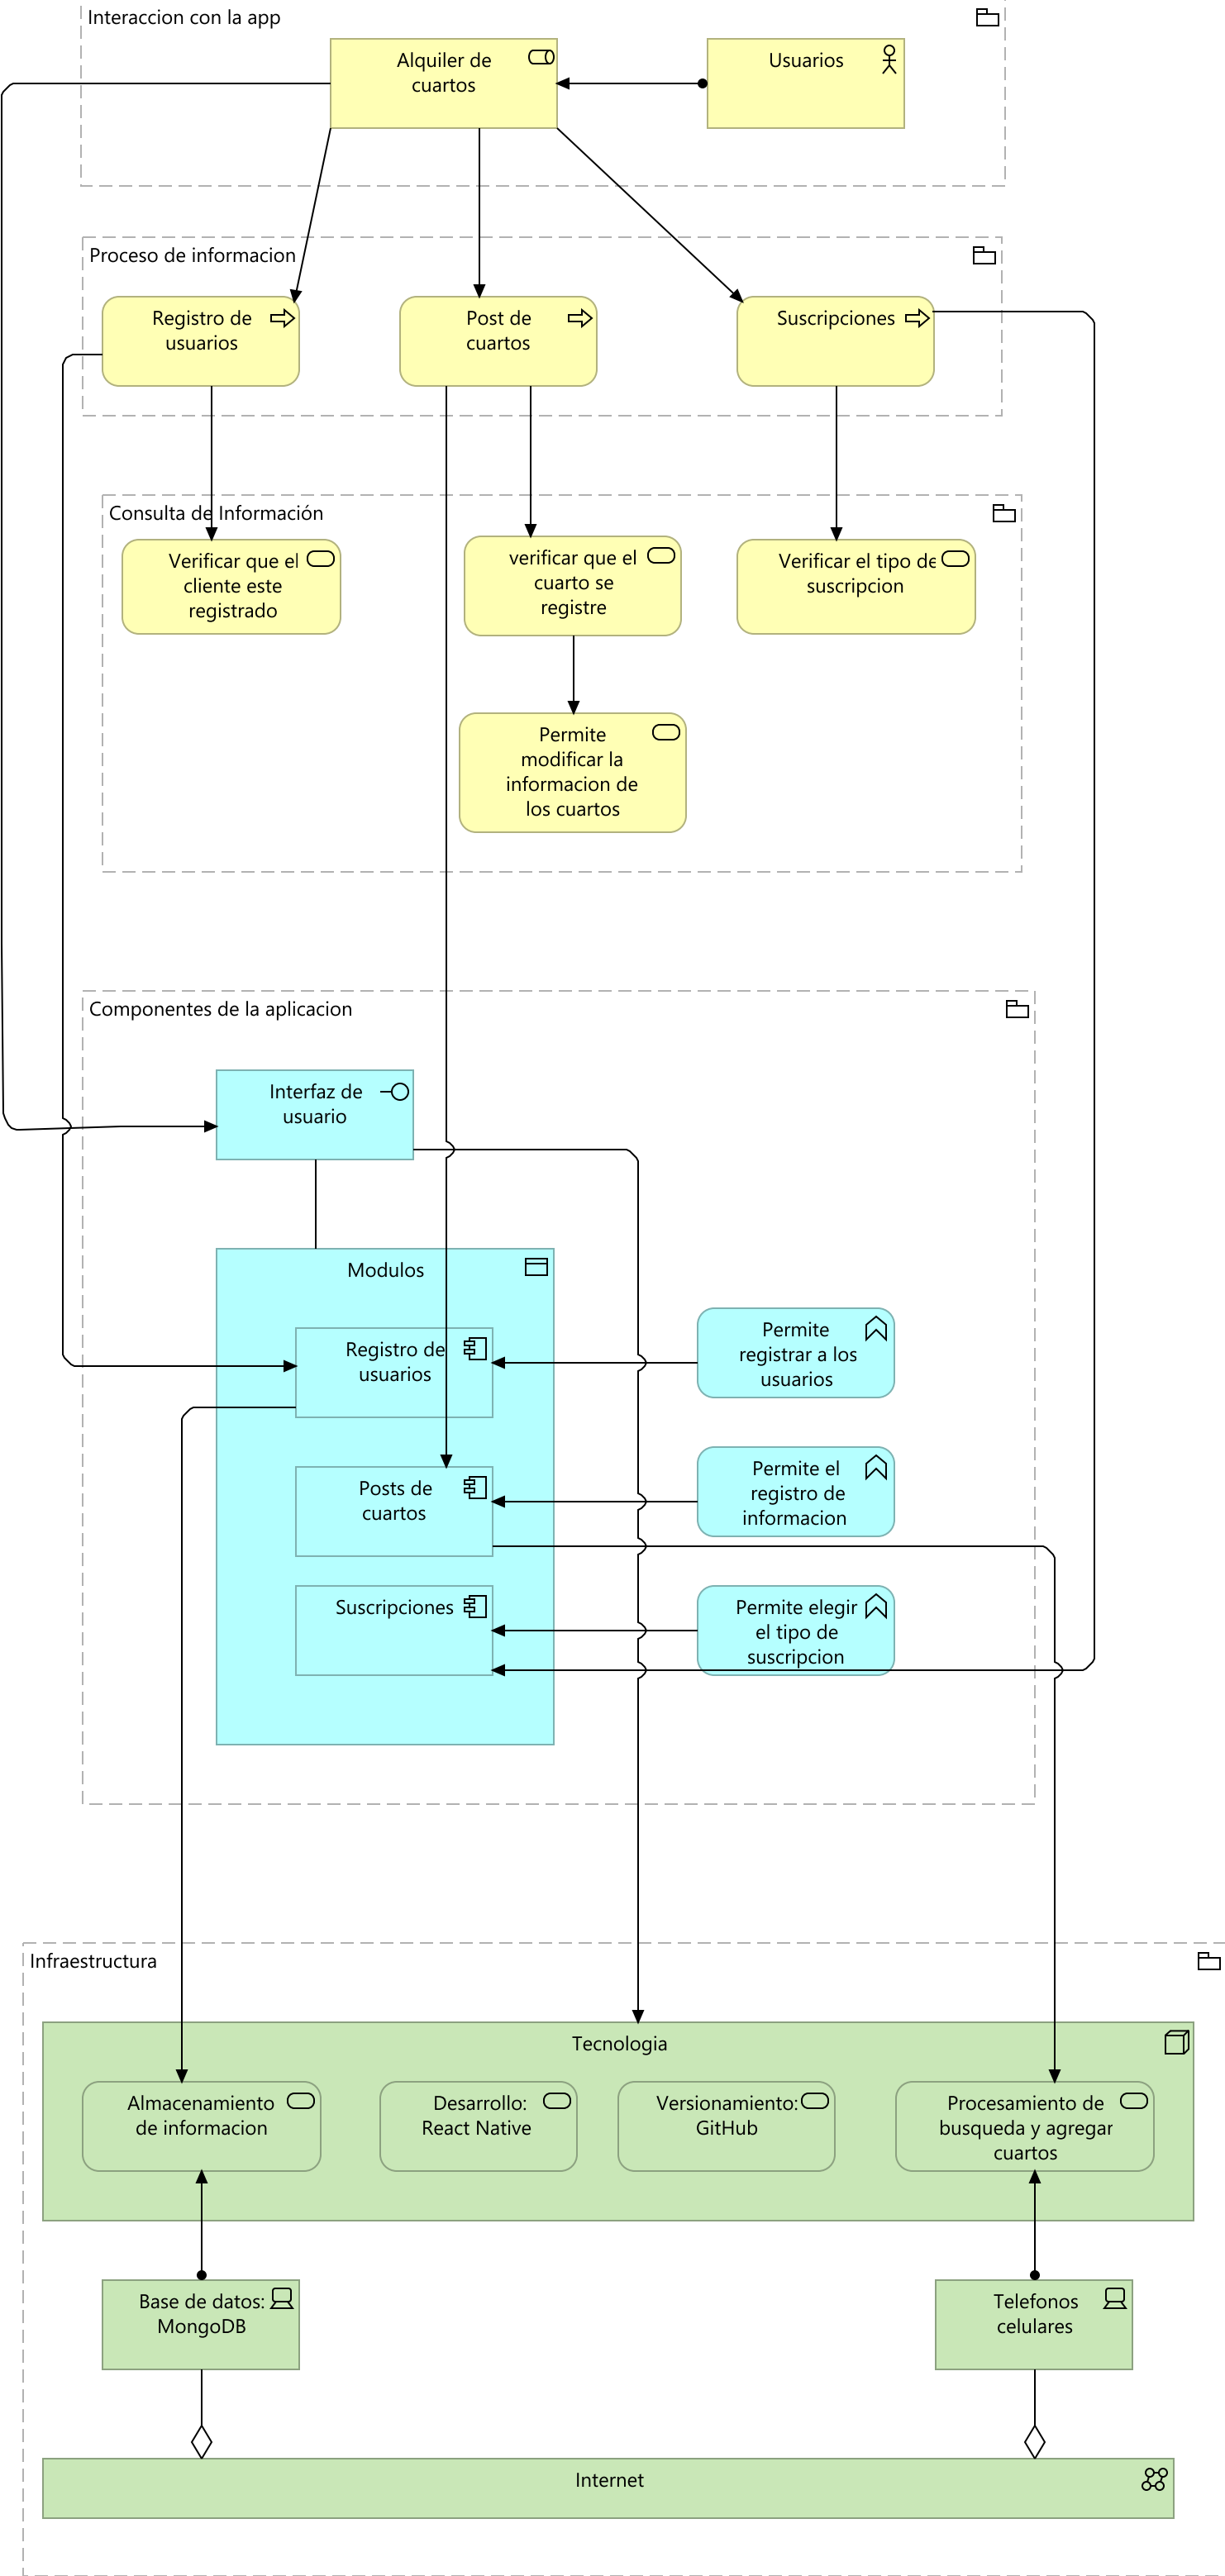 Interaccion con la app
Alquiler de
cuartos
Usuarios
Proceso de informacion
Registro de
usuarios
Post de
cuartos
Suscripciones
Consulta de Información
Verificar que el
cliente este
registrado
verificar que el
cuarto se
registre
Verificar el tipo de
suscripcion
Permite
modificar la
informacion de
los cuartos
Componentes de la aplicacion
Interfaz de
usuario
Modulos
Registro de
usuarios
Permite
registrar a los
usuarios
Posts de
cuartos
Permite el
registro de
informacion
Suscripciones
Permite elegir
el tipo de
suscripcion
Infraestructura
Tecnologia
Almacenamiento
de informacion
Desarrollo:
React Native
Versionamiento:
GitHub
Procesamiento de
busqueda y agregar
cuartos
Base de datos:
MongoDB
Telefonos
celulares
Internet